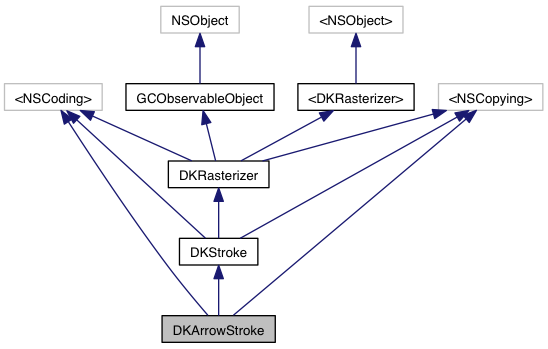 NSObject
<NSObject>
<NSCoding>
GCObservableObject
<DKRasterizer>
<NSCopying>
DKRasterizer
DKStroke
DKArrowStroke